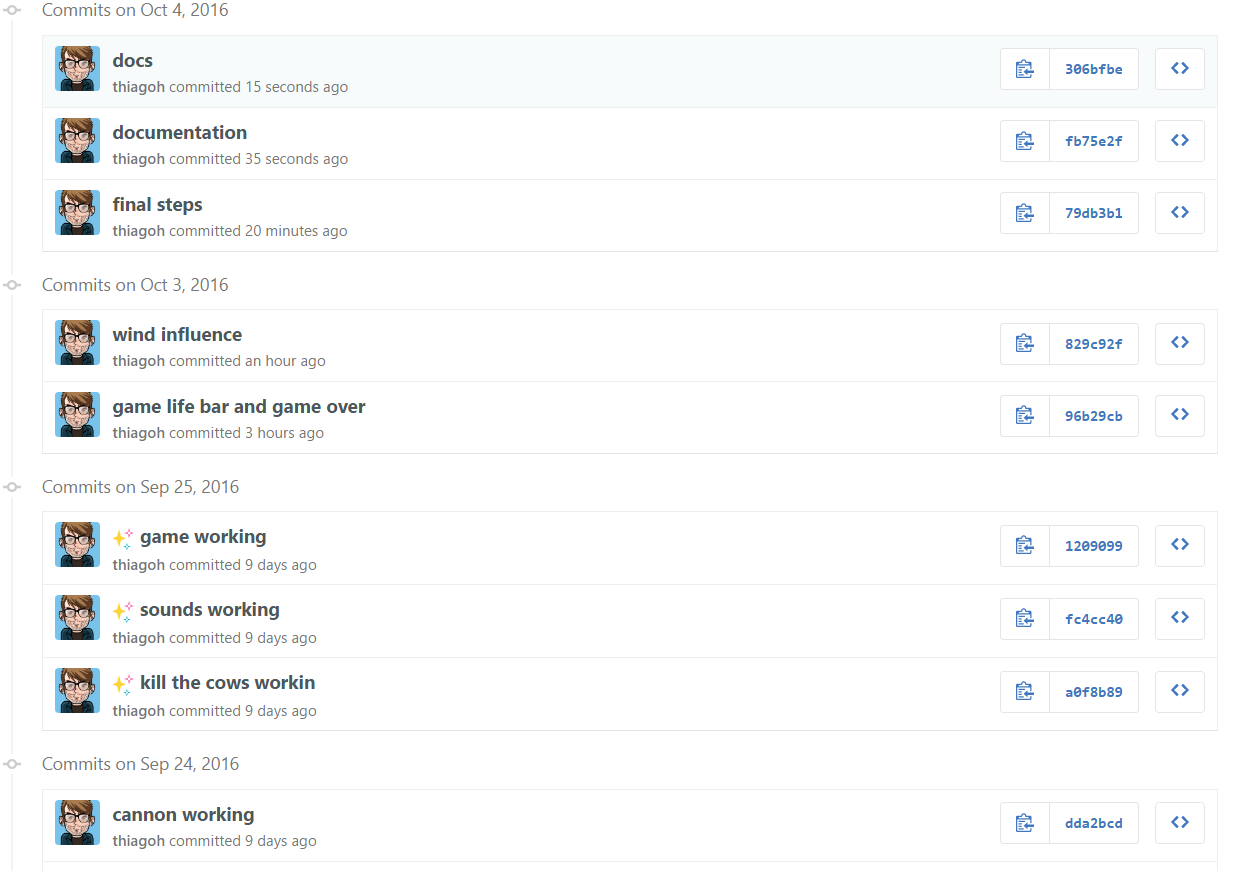 Commits on Oct 4, 2016
docs
thiagoh committed 15 seconds ago
306bfbe
documentation
thiagoh committed 35 seconds ago
fb75e2f
final steps
thiagoh committed 20 minutes ago
79db3b1
Commits on Oct 3, 2016
wind influence
thiagoh committed an hour ago
829c92f
game life bar and game over
thiagoh committed 3 hours ago
96b29cb
Commits on Sep 25, 2016
✨ game working
thiagoh committed 9 days ago
1209099
✨ sounds working
thiagoh committed 9 days ago
fc4cc40
✨ kill the cows workin
thiagoh committed 9 days ago
a0f8b89
Commits on Sep 24, 2016
cannon working
thiagoh committed 9 days ago
dda2bcd